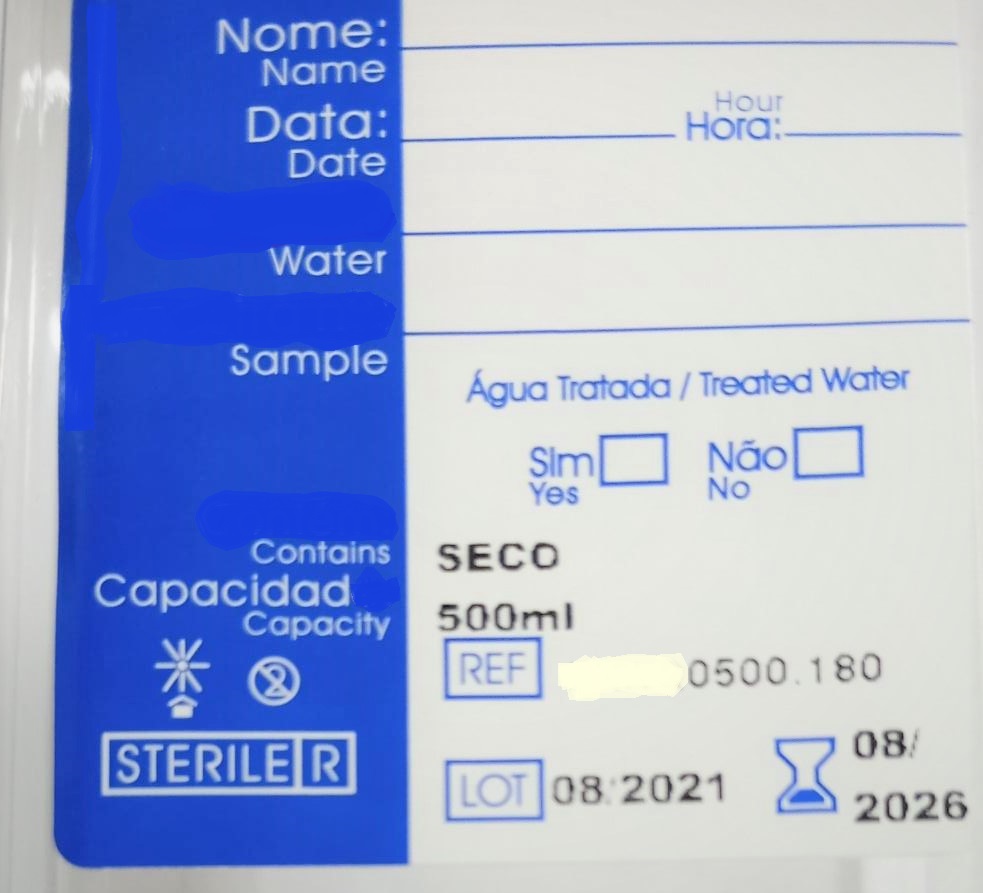 Nome:
Name
Hour
Data: Hora:
Date
Water
Sample
Água Tratada / Treated Water
Sim Não
Yes No
Contains SECO
Capacidad
Capacity 500ml
REF 0500.180
STERILE R
LOT 08/2021 08/
2026